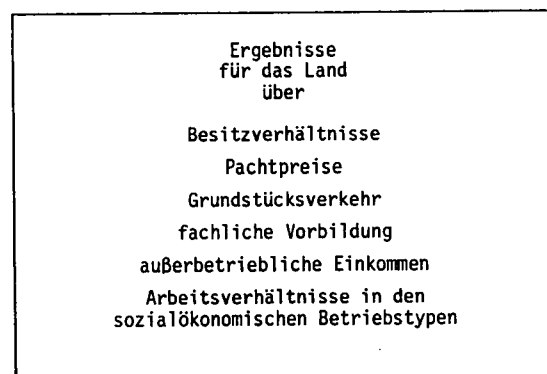 Ergebnisse
für das Land
über
Besitzverhältnisse
Pachtpreise
Grundstücksverkehr
fachliche Vorbildung
außerbetriebliche Einkommen
Arbeitsverhältnisse in den
sozialökonomischen Betriebstypen